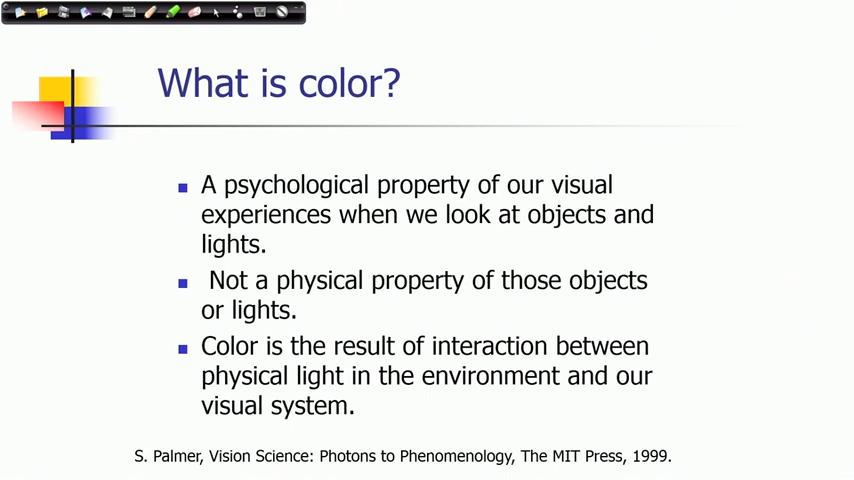 What is color?
A psychological property of our visual
experiences when we look at objects and
lights.
Not a physical property of those objects
or lights.
Color is the result of interaction between
physical light in the environment and our
visual system.
S. Palmer, Vision Science: Photons to Phenomenology, The MIT Press, 1999.